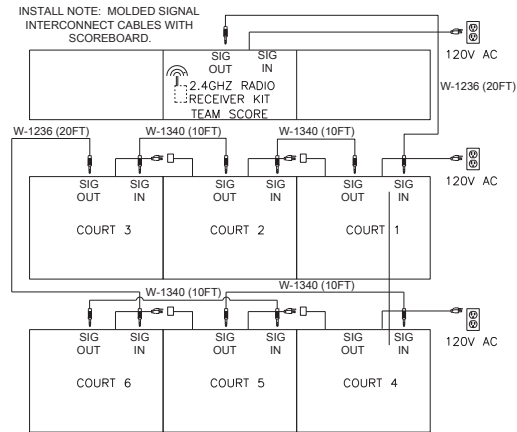 INSTALL NOTE: MOLDED SIGNAL
INTERCONNECT CABLES WITH
SCOREBOARD.
SIG
OUT
SIG
IN
120V AC
2.4GHZ RADIO
RECEIVER KIT
TEAM SCORE
W-1236 (20FT)
W-1236 (20FT)
W-1340 (10FT)
W-1340 (10FT)
SIG
OUT
SIG
IN
SIG
OUT
SIG
IN
SIG
OUT
SIG
IN
120V AC
COURT 3
COURT 2
COURT 1
W-1340 (10FT)
W-1340 (10FT)
SIG
OUT
SIG
IN
SIG
OUT
SIG
IN
SIG
OUT
SIG
IN
120V AC
COURT 6
COURT 5
COURT 4